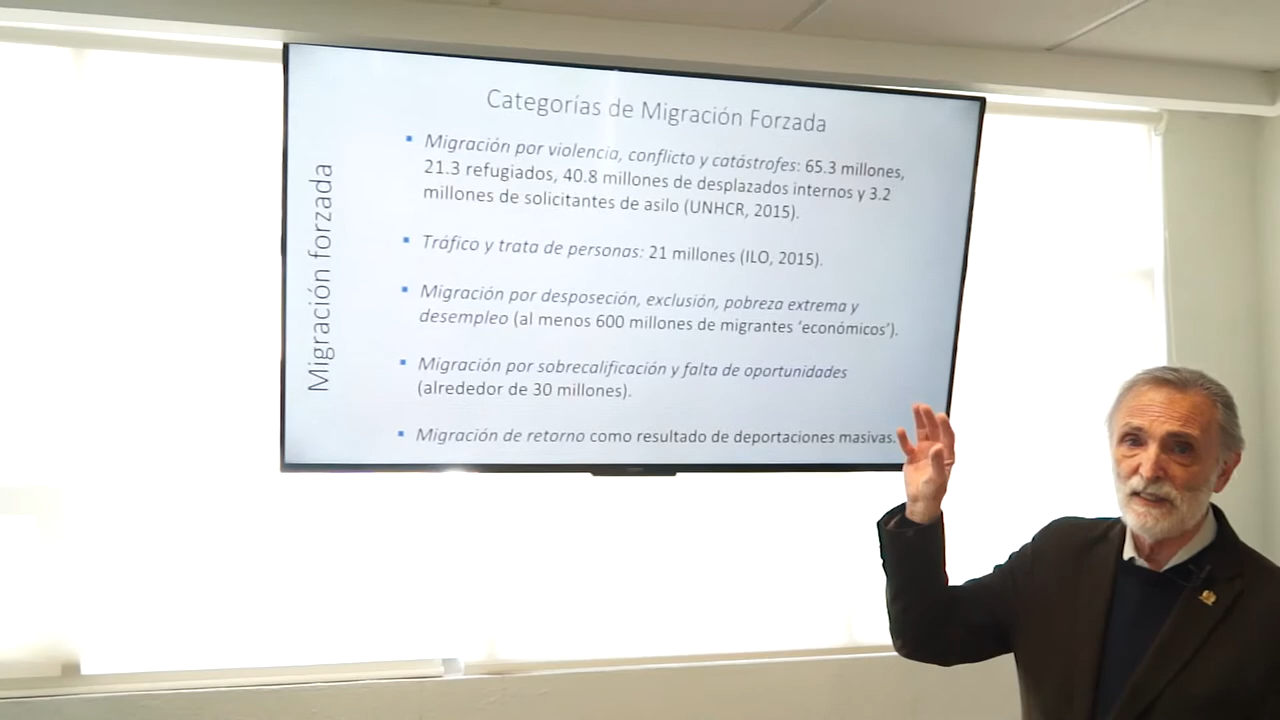 Categorías de Migración Forzada
Migración forzada
▪ Migración por violencia, conflicto y catástrofes: 65.3 millones,
21.3 refugiados, 40.8 millones de desplazados internos y 3.2
millones de solicitantes de asilo (UNHCR, 2015).
▪ Tráfico y trata de personas: 21 millones (ILO, 2015).
▪ Migración por desposeción, exclusión, pobreza extrema y
desempleo (al menos 600 millones de migrantes ‘económicos’).
▪ Migración por sobrecalificación y falta de oportunidades
(alrededor de 30 millones).
▪ Migración de retorno como resultado de deportaciones masivas.